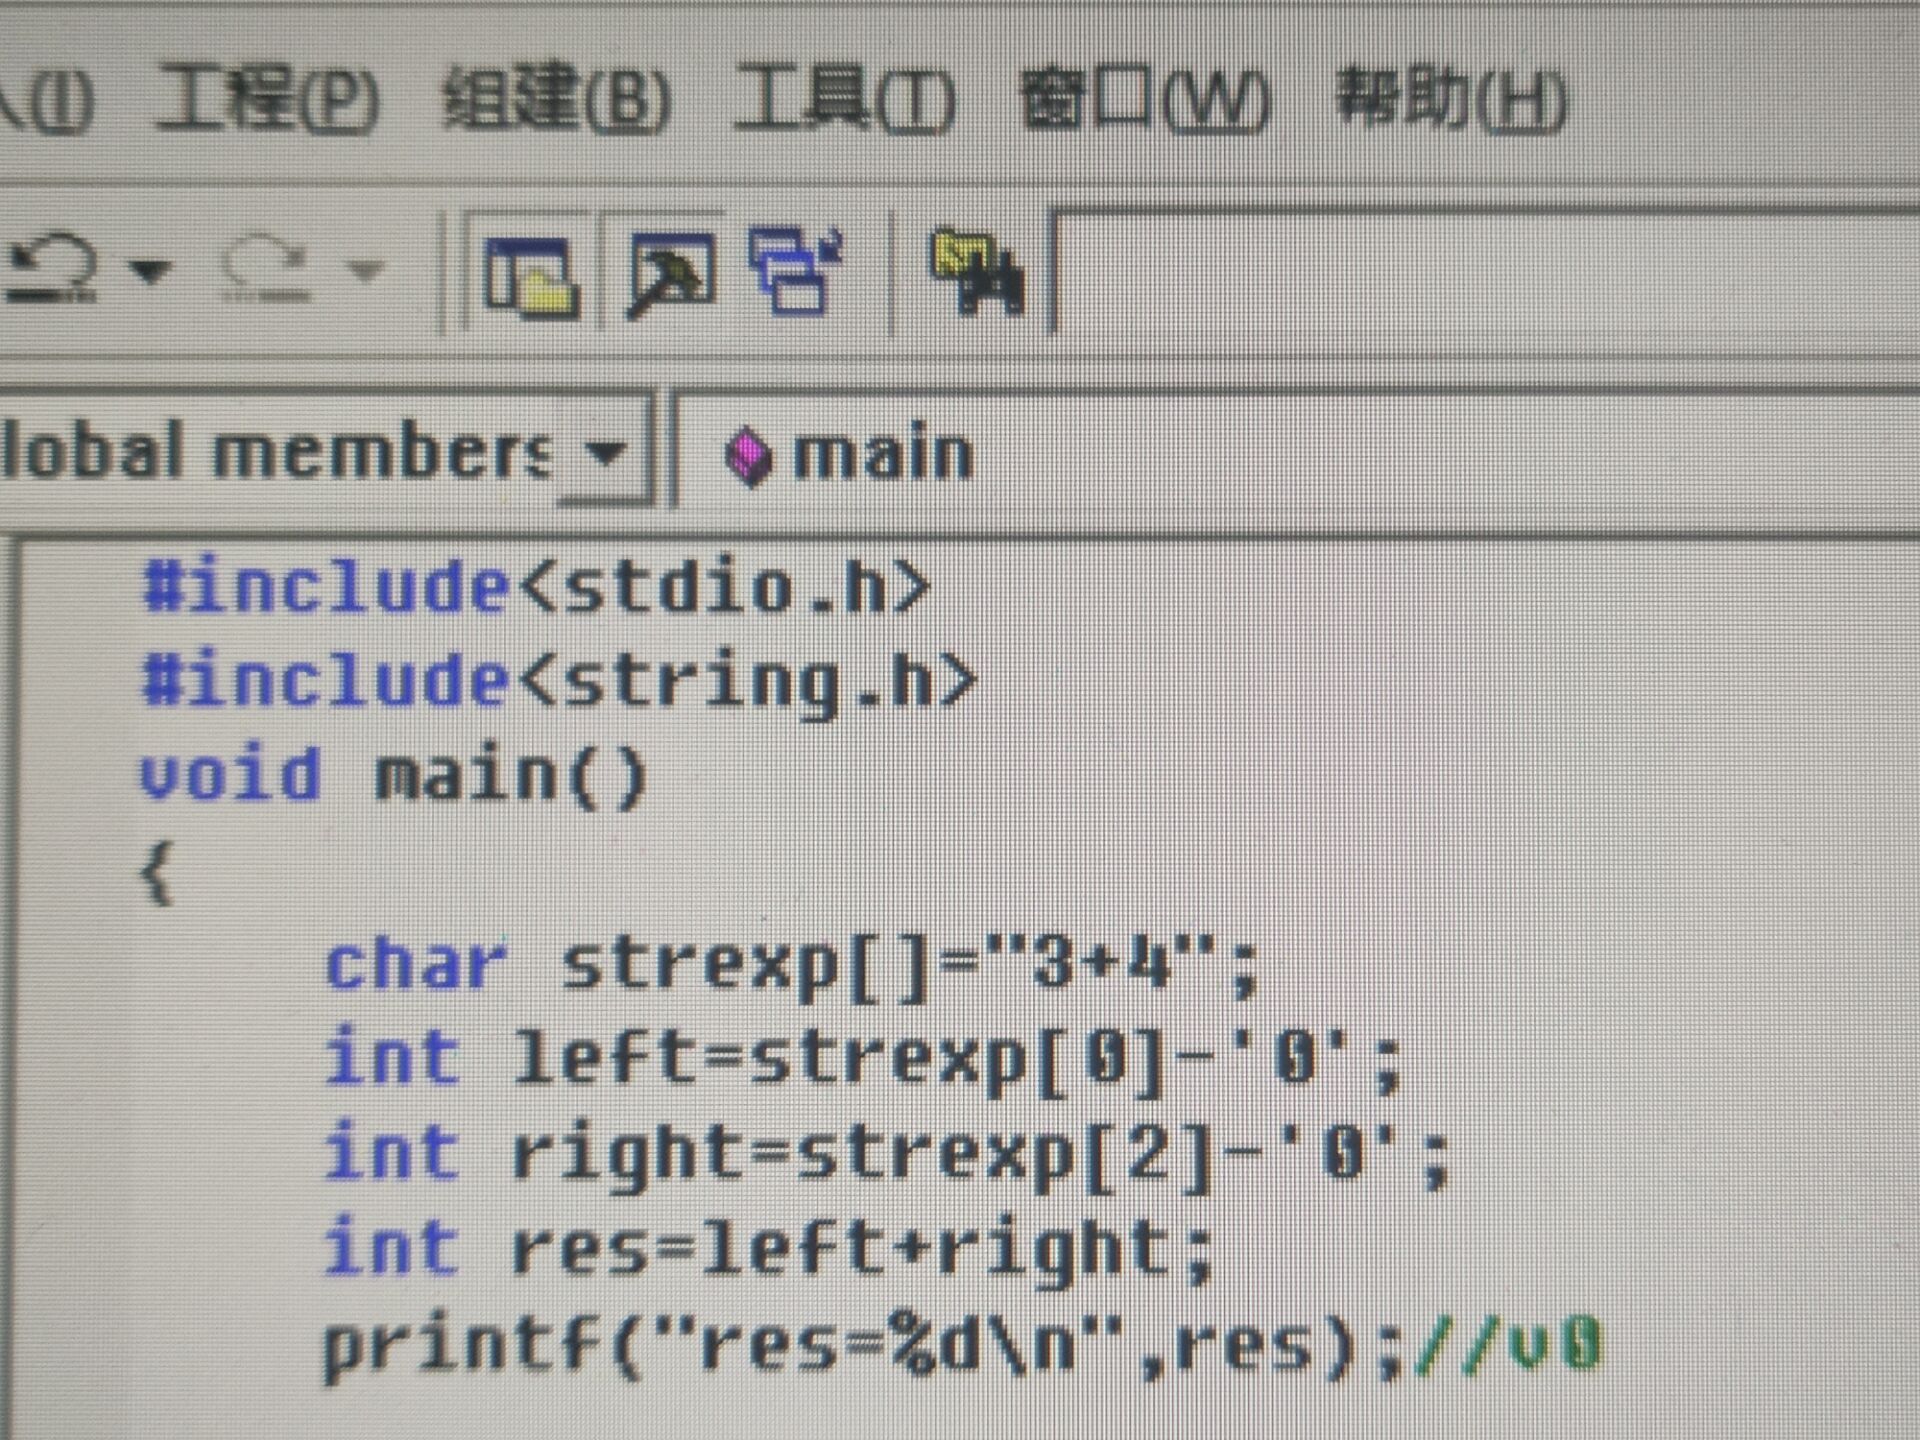 (I) 工程(P) 组建(B) 工具(T) 窗口(W) 帮助(H)
lobal members main
#include<stdio.h>
#include<string.h>
void main()
{
char strexp[]="3+4";
int left=strexp[0]-'0';
int right=strexp[2]-'0';
int res=left+right;
printf("res=%d\n",res);//v0